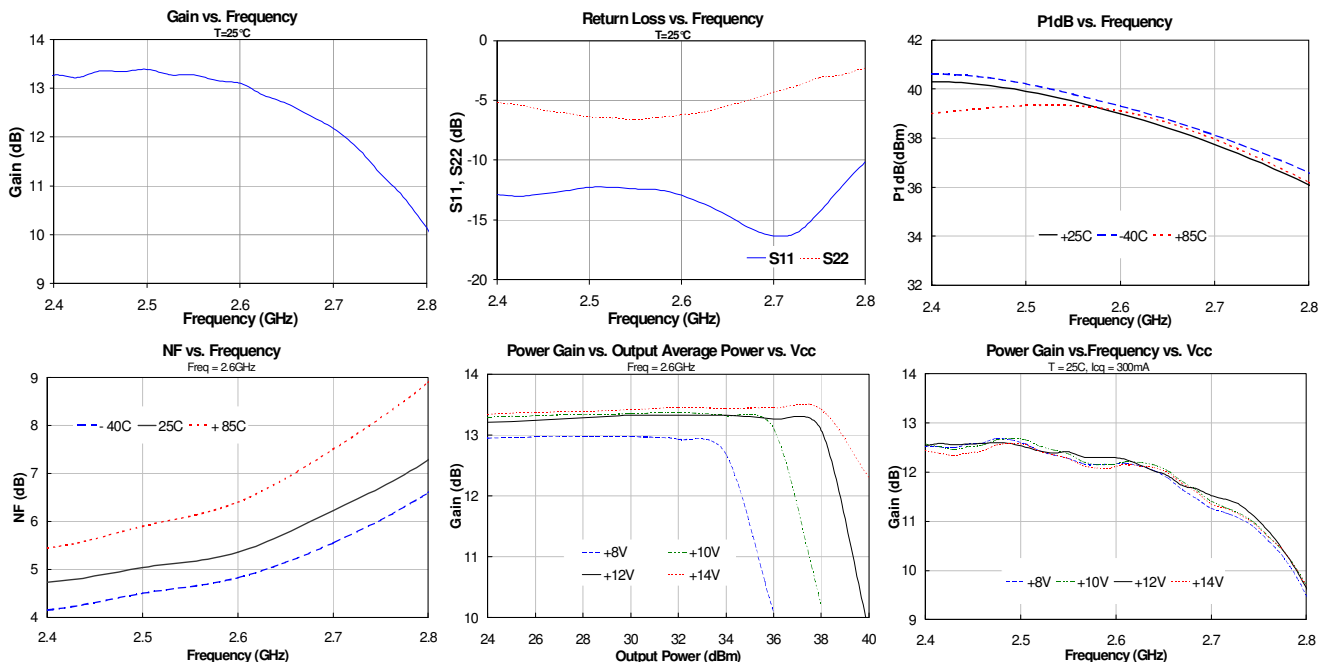 Gain vs. Frequency
T=25°C
14
13
12
11
10
9
Gain (dB)
2.4
2.5
2.6
2.7
2.8
Frequency (GHz)
Return Loss vs. Frequency
T=25°C
0
-5
-10
-15
-20
S11, S22 (dB)
S11
S22
2.4
2.5
2.6
2.7
2.8
Frequency (GHz)
P1dB vs. Frequency
42
40
38
36
34
32
P1dB(dBm)
+25C
-40C
+85C
2.4
2.5
2.6
2.7
2.8
Frequency (GHz)
NF vs. Frequency
9
8
7
6
5
4
NF (dB)
- 40C
25C
+ 85C
2.4
2.5
2.6
2.7
2.8
Frequency (GHz)
Power Gain vs. Output Average Power vs. Vcc
Freq = 2.6GHz
14
13
12
11
10
Gain (dB)
+8V
+10V
+12V
+14V
24
26
28
30
32
34
36
38
40
Output Power (dBm)
Power Gain vs.Frequency vs. Vcc
T = 25C, Icq = 300mA
14
13
12
11
10
9
Gain (dB)
+8V
+10V
+12V
+14V
2.4
2.5
2.6
2.7
2.8
Frequency (GHz)